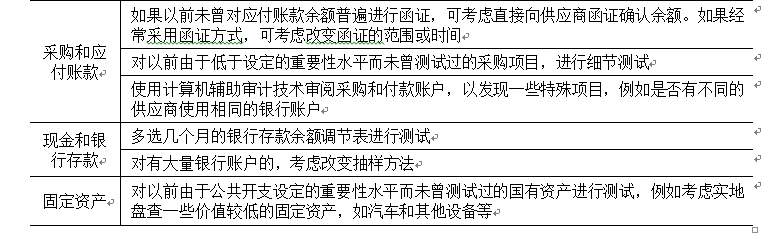 采购和应付账款
如果以前未曾对应付账款余额普遍进行函证，可考虑直接向供应商函证确认余额。如果经
常采用函证方式，可考虑改变函证的范围或时间
对以前由于低于设定的重要性水平而未曾测试过的采购项目，进行细节测试
使用计算机辅助审计技术审阅采购和付款账户，以发现一些特殊项目，例如是否有不同的
供应商使用相同的银行账户
现金和银
行存款
多选几个月的银行存款余额调节表进行测试
对有大量银行账户的，考虑改变抽样方法
固定资产
对以前由于公共开支设定的重要性水平而未曾测试过的国有资产进行测试，例如考虑实地
盘查一些价值较低的固定资产，如汽车和其他设备等